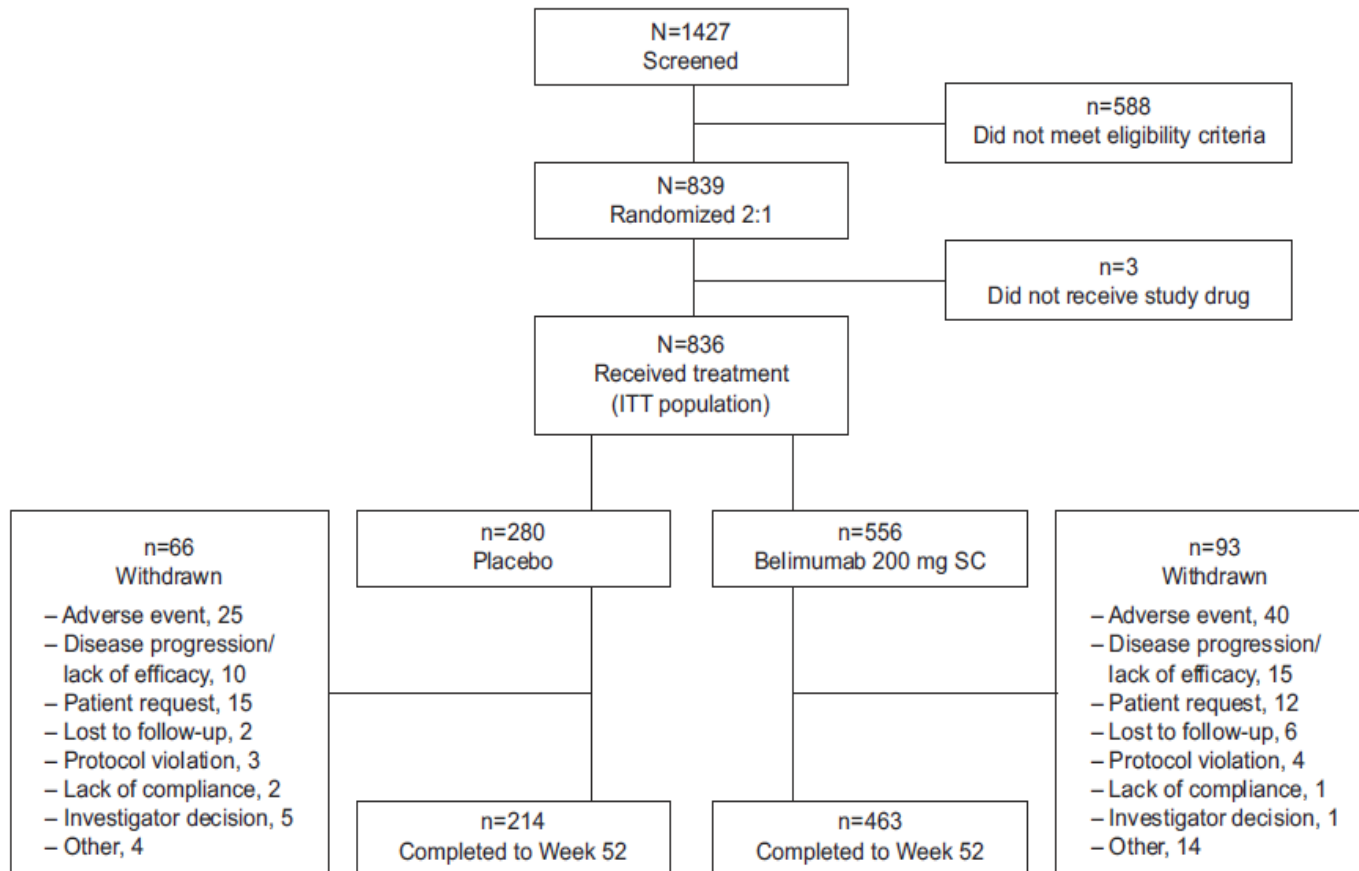 N=1427
Screened
n=588
Did not meet eligibility criteria
N=839
Randomized 2:1
n=3
Did not receive study drug
N=836
Received treatment
(ITT population)
n=66
Withdrawn
– Adverse event, 25
– Disease progression/
lack of efficacy, 10
– Patient request, 15
– Lost to follow-up, 2
– Protocol violation, 3
– Lack of compliance, 2
– Investigator decision, 5
– Other, 4
n=280
Placebo
n=556
Belimumab 200 mg SC
n=93
Withdrawn
– Adverse event, 40
– Disease progression/
lack of efficacy, 15
– Patient request, 12
– Lost to follow-up, 6
– Protocol violation, 4
– Lack of compliance, 1
– Investigator decision, 1
– Other, 14
n=214
Completed to Week 52
n=463
Completed to Week 52